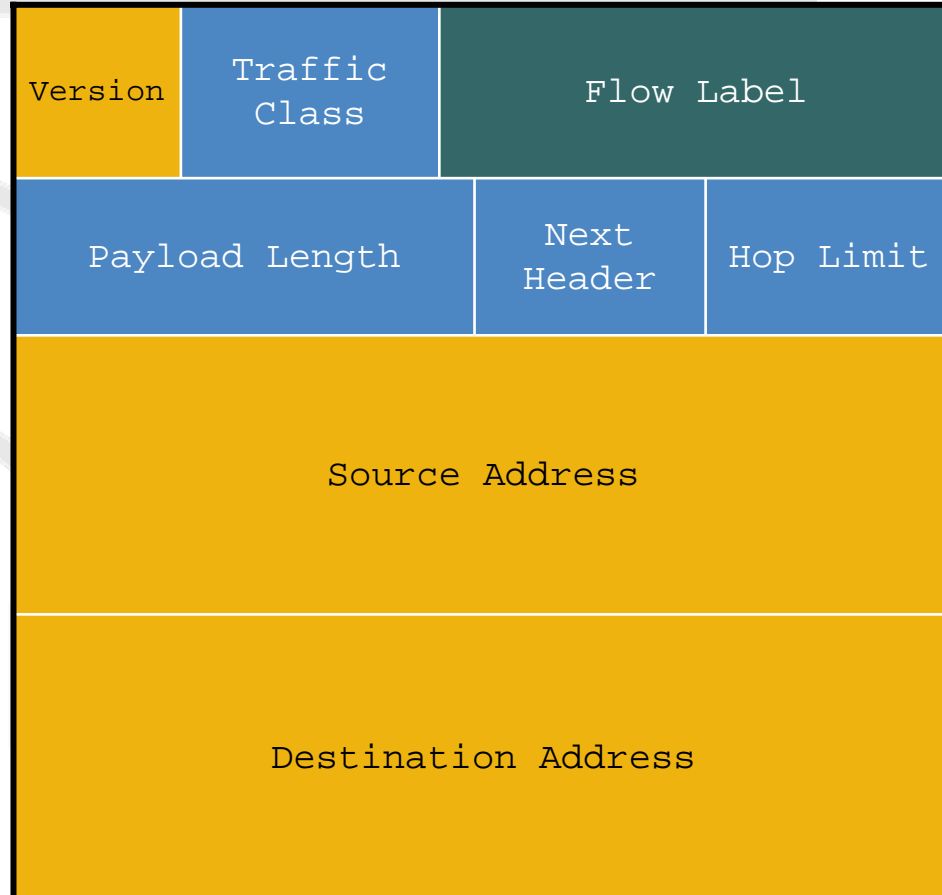 Version
Traffic
Class
Flow Label
Payload Length
Next
Header
Hop Limit
Source Address
Destination Address